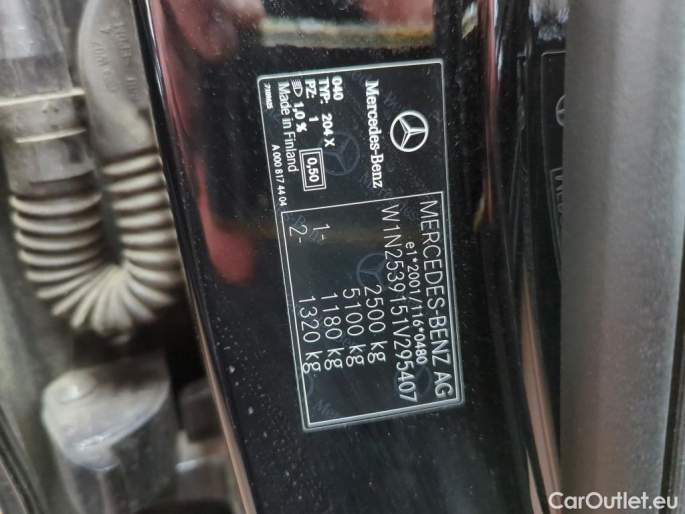 MERCEDES-BENZ AG
e1*2001/116*0480
W1N2539151V295407
2500 kg
5100 kg
1- 1180 kg
2- 1320 kg
Mercedes-Benz
040
TYP: 204 X
PZ: 1
0,50
1,0 %
Made in Finland
A 000 817 44 04
CarOutlet.eu